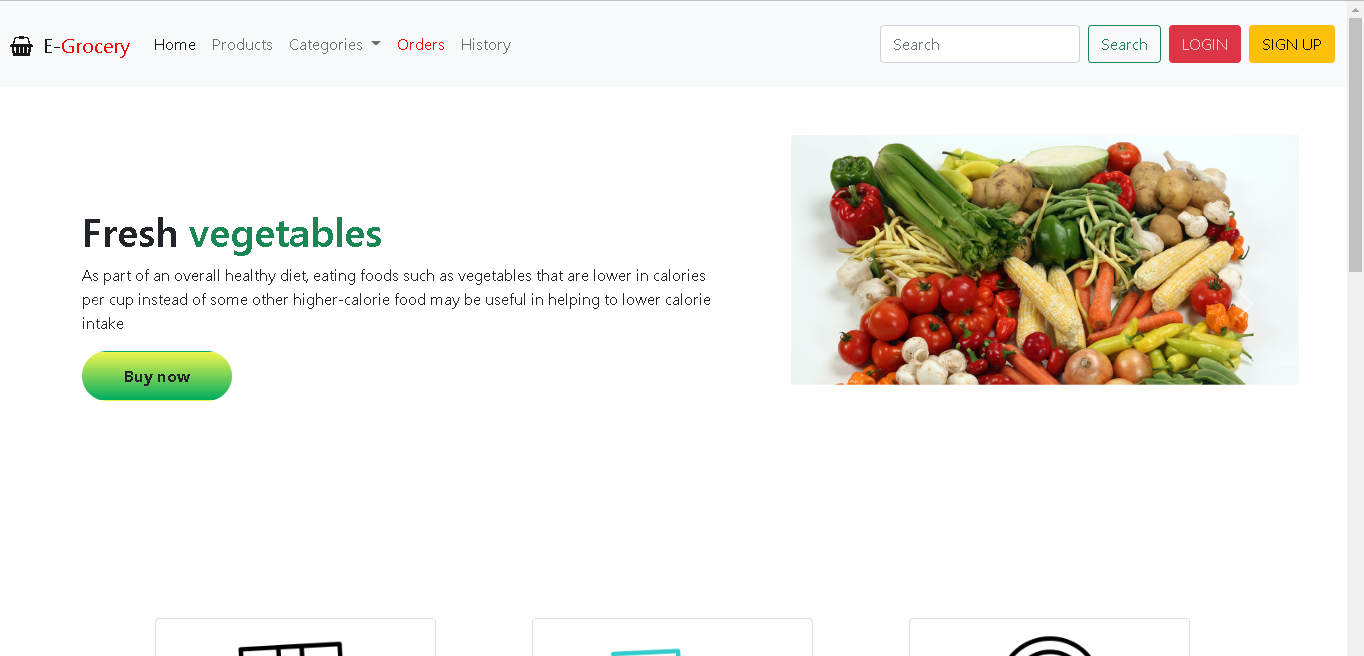 E-Grocery Home Products Categories Orders History Search Search LOGIN SIGN UP
Fresh vegetables
As part of an overall healthy diet, eating foods such as vegetables that are lower in calories
per cup instead of some other higher-calorie food may be useful in helping to lower calorie
intake
Buy now